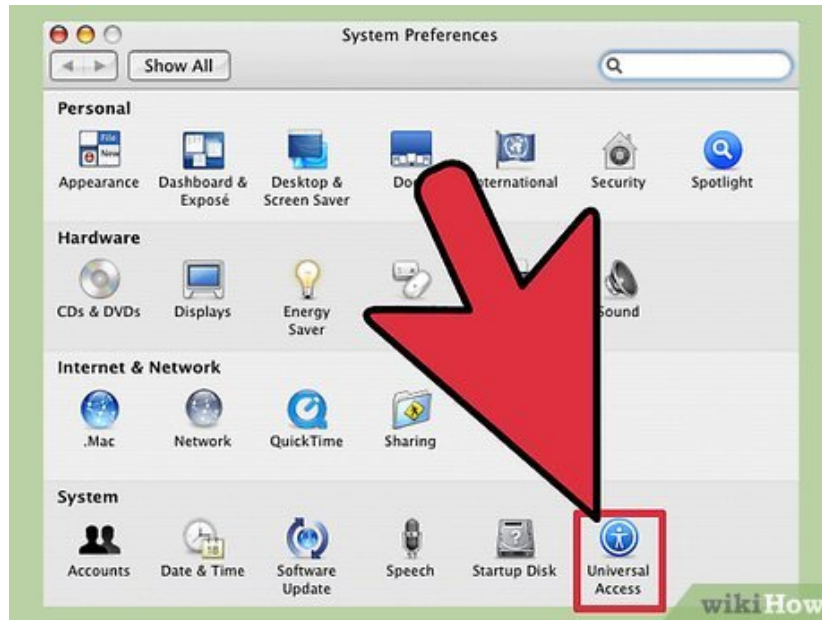 System Preferences
Show All
Personal
Appearance
Dashboard &
Exposé
Desktop &
Screen Saver
Security
Spotlight
Hardware
CDs & DVDs
Displays
Energy
Saver
Sound
Internet & Network
.Mac
Network
QuickTime
Sharing
System
Accounts
Date & Time
Software
Update
Speech
Startup Disk
Universal
Access
wikiHow